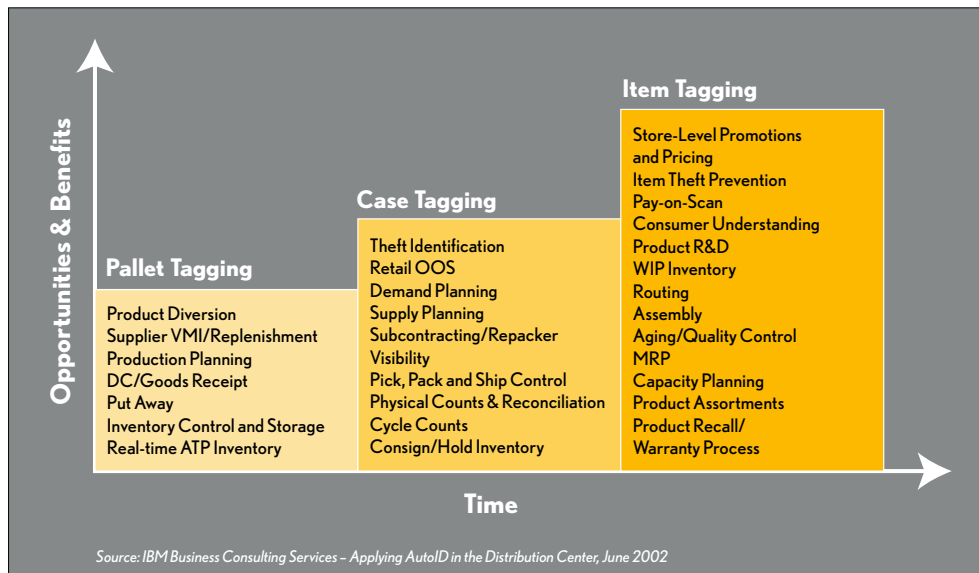 Opportunities & Benefits
Pallet Tagging
Product Diversion
Supplier VMI/Replenishment
Production Planning
DC/Goods Receipt
Put Away
Inventory Control and Storage
Real-time ATP Inventory
Case Tagging
Theft Identification
Retail OOS
Demand Planning
Supply Planning
Subcontracting/Repacker
Visibility
Pick, Pack and Ship Control
Physical Counts & Reconciliation
Cycle Counts
Consign/Hold Inventory
Item Tagging
Store-Level Promotions
and Pricing
Item Theft Prevention
Pay-on-Scan
Consumer Understanding
Product R&D
WIP Inventory
Routing
Assembly
Aging/Quality Control
MRP
Capacity Planning
Product Assortments
Product Recall/
Warranty Process
Time
Source: IBM Business Consulting Services – Applying AutoID in the Distribution Center, June 2002